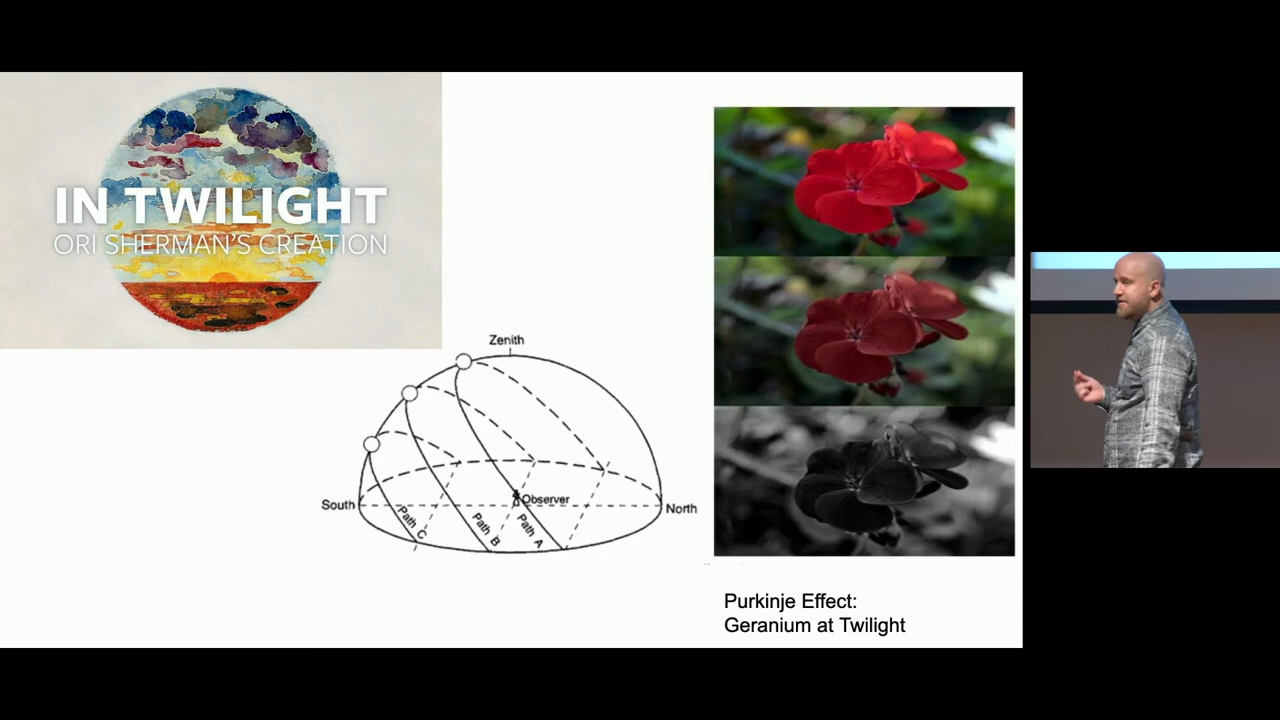 IN TWILIGHT
ORI SHERMAN'S CREATION
Zenith
Observer
South
North
Path C
Path B
Path A
Purkinje Effect:
Geranium at Twilight